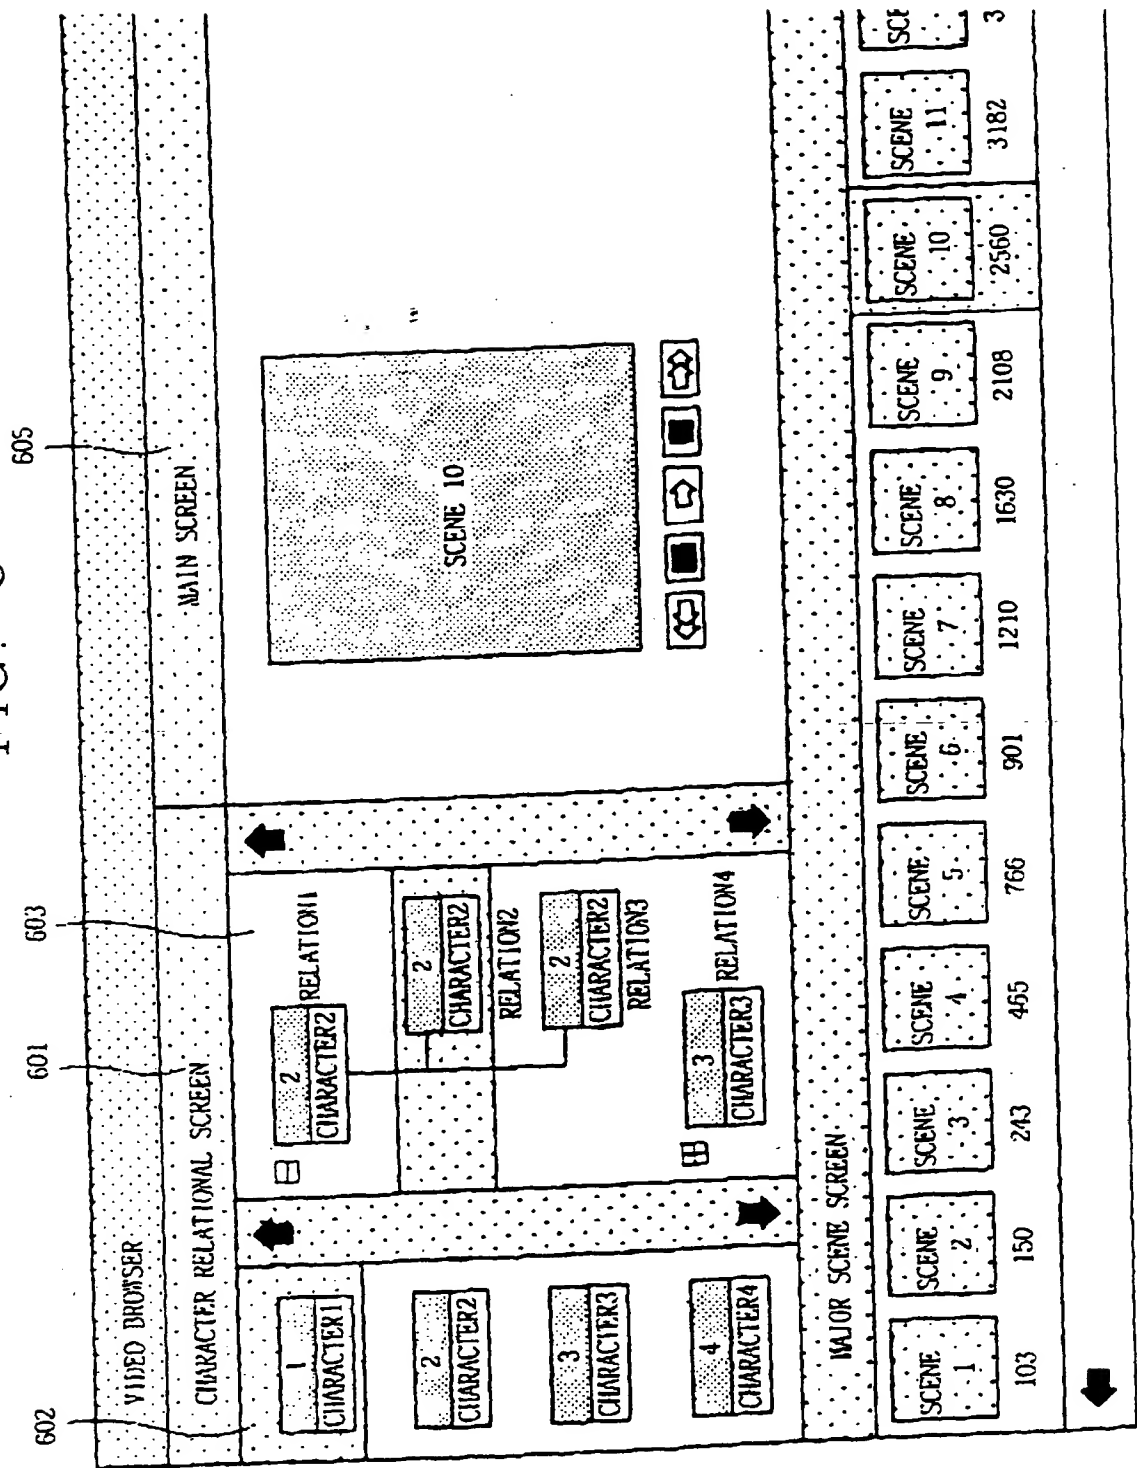 605
603
601
602
VIDEO BROWSER
CHARACTER RELATIONAL SCREEN
MAIN SCREEN
1
CHARACTER1
2
CHARACTER2
3
CHARACTER3
4
CHARACTER4
2
CHARACTER2
RELATION1
2
CHARACTER2
RELATION2
2
CHARACTER2
RELATION3
3
CHARACTER3
RELATION4
SCENE 10
MAJOR SCENE SCREEN
SCENE 1
103
SCENE 2
150
SCENE 3
243
SCENE 4
465
SCENE 5
766
SCENE 6
901
SCENE 7
1210
SCENE 8
1630
SCENE 9
2108
SCENE 10
2560
SCENE 11
3182
3